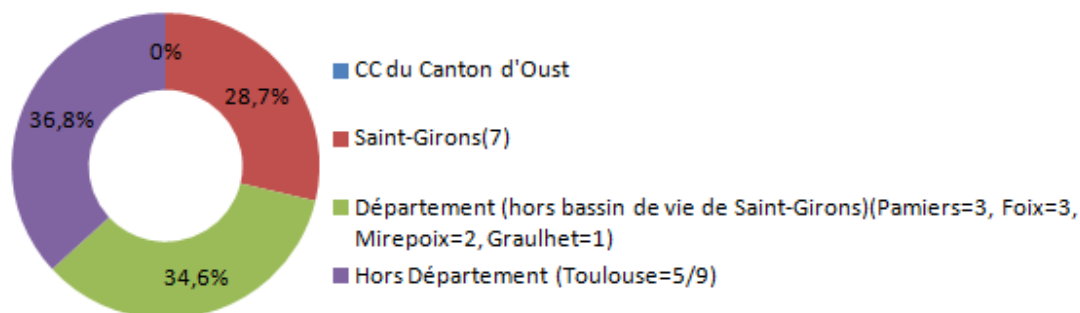 0%
28,7%
36,8%
34,6%
CC du Canton d'Oust
Saint-Girons(7)
Département (hors bassin de vie de Saint-Girons)(Pamiers=3, Foix=3,
Mirepoix=2, Graulhet=1)
Hors Département (Toulouse=5/9)